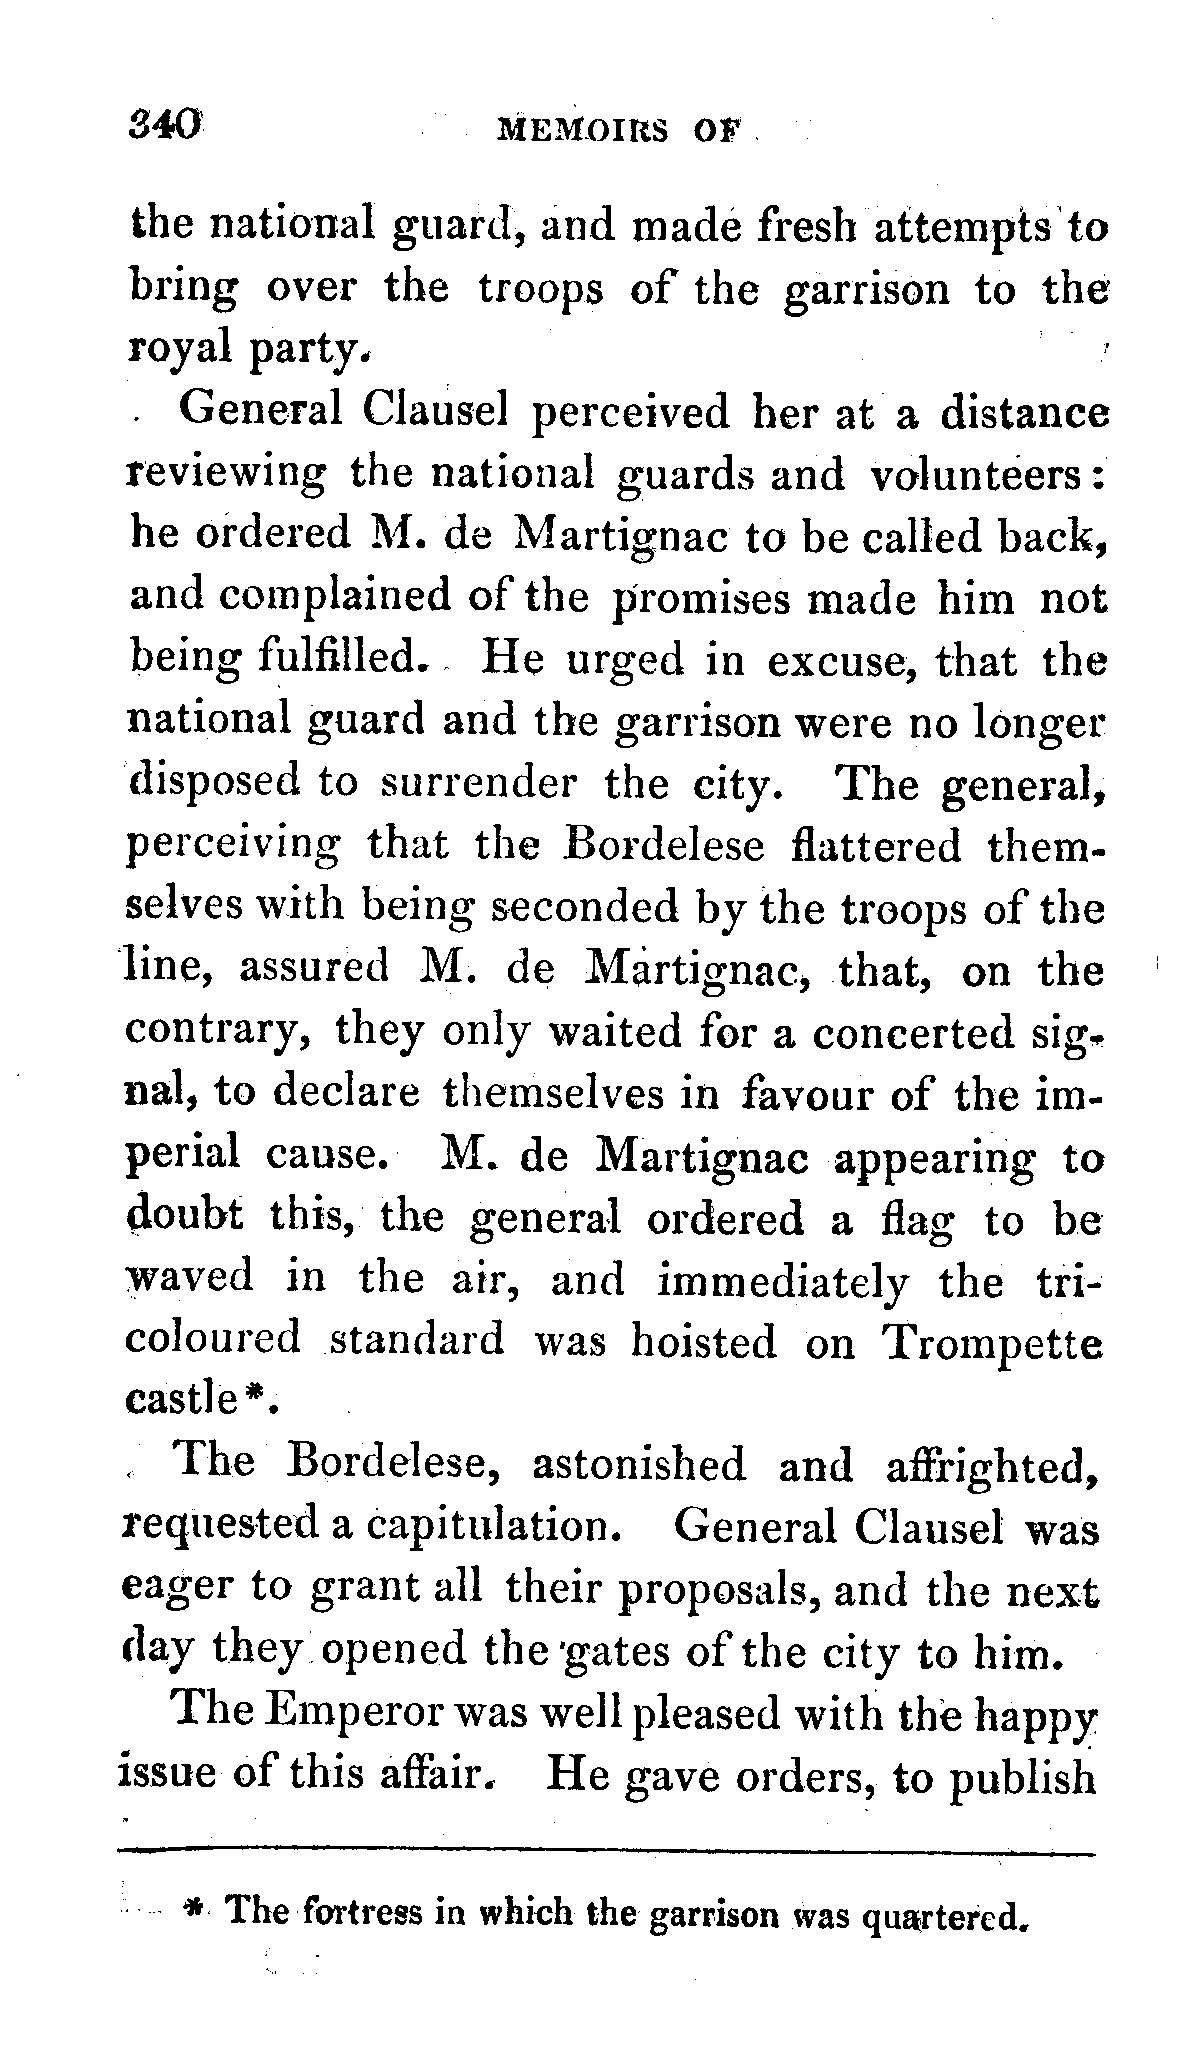 340 MEMOIRS OF
the national guard, and made fresh attempts to
bring over the troops of the garrison to the
royal party.
General Clausel perceived her at a distance
reviewing the national guards and volunteers:
he ordered M. de Martignac to be called back,
and complained of the promises made him not
being fulfilled. He urged in excuse, that the
national guard and the garrison were no longer
disposed to surrender the city. The general,
perceiving that the Bordelese flattered them-
selves with being seconded by the troops of the
line, assured M. de Martignac, that, on the
contrary, they only waited for a concerted sig-
nal, to declare themselves in favour of the im-
perial cause. M. de Martignac appearing to
doubt this, the general ordered a flag to be
waved in the air, and immediately the tri-
coloured standard was hoisted on Trompette
castle*.
The Bordelese, astonished and affrighted,
requested a capitulation. General Clausel was
eager to grant all their proposals, and the next
day they opened the gates of the city to him.
The Emperor was well pleased with the happy
issue of this affair. He gave orders, to publish
* The fortress in which the garrison was quartered.